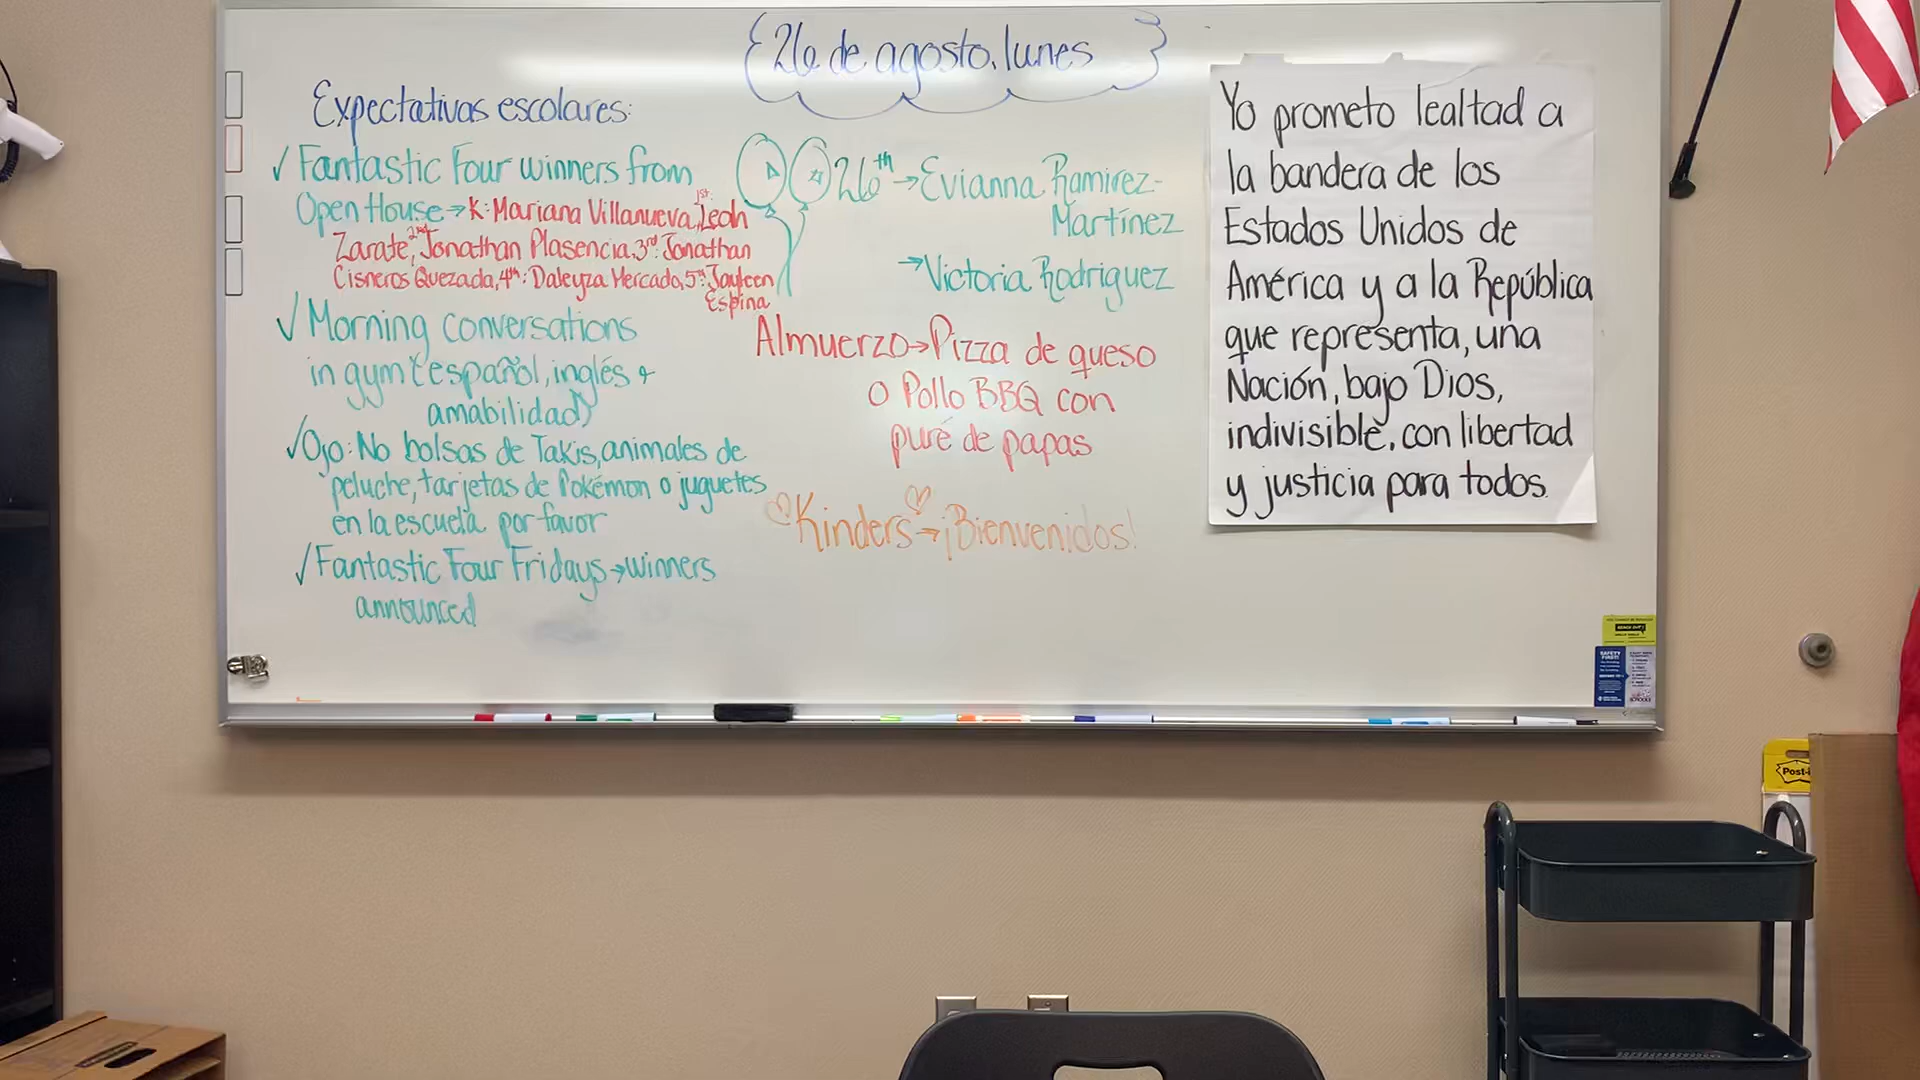 26 de agosto, lunes
Expectativas escolares:
✓ Fantastic Four winners from
Open House → K: Mariana Villanueva, 1st: Leah
Zarate, 2nd: Jonathan Plasencia, 3rd: Jonathan
Cisneros Quezada, 4th: Daleyza Mercado, 5th: Jayleen
Espina
✓ Morning conversations
in gym (español, inglés +
amabilidad)
✓ Ojo: No bolsas de Takis, animales de
peluche, tarjetas de Pokémon o juguetes
en la escuela por favor
✓ Fantastic Four Fridays → winners
announced
26th → Evianna Ramirez-
Martínez
→ Victoria Rodriguez
Almuerzo → Pizza de queso
o Pollo BBQ con
puré de papas
Kinders → ¡Bienvenidos!
Yo prometo lealtad a
la bandera de los
Estados Unidos de
América y a la República
que representa, una
Nación, bajo Dios,
indivisible, con libertad
y justicia para todos.
SAFETY
FIRST!
Post-i